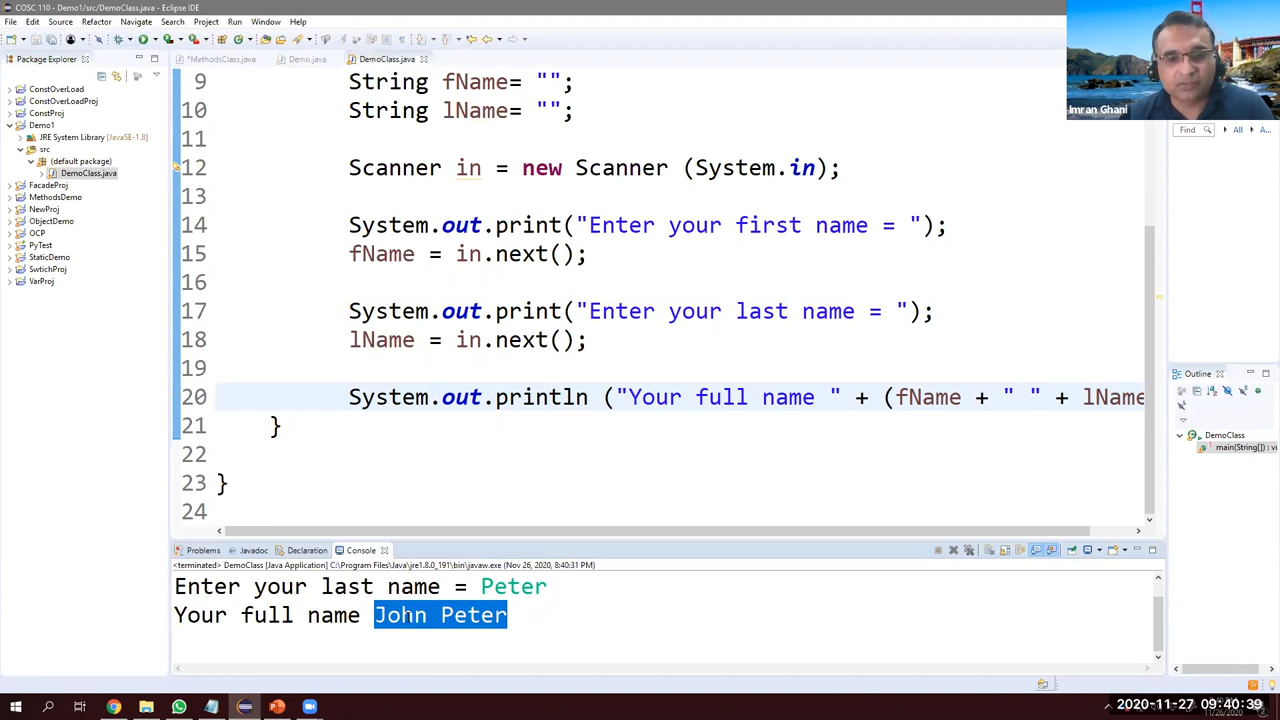 COSC 110 - Demo1/src/DemoClass.java - Eclipse IDE
File Edit Source Refactor Navigate Search Project Run Window Help
Package Explorer
*MethodsClass.java Demo.java DemoClass.java
ConstOverLoad
ConstOverLoadProj
ConstProj
Demo1
JRE System Library [JavaSE-1.8]
src
(default package)
DemoClass.java
FacadeProj
MethodsDemo
NewProj
ObjectDemo
OCP
PyTest
StaticDemo
SwtichProj
VarProj
9 String fName= "";
10 String lName= "";
11
12 Scanner in = new Scanner (System.in);
13
14 System.out.print("Enter your first name = ");
15 fName = in.next();
16
17 System.out.print("Enter your last name = ");
18 lName = in.next();
19
20 System.out.println ("Your full name " + (fName + " " + lName
21 }
22
23 }
24
Imran Ghani
Find All A...
Outline
DemoClass
main(String[]) : v
Problems Javadoc Declaration Console
<terminated> DemoClass [Java Application] C:\Program Files\Java\jre1.8.0_191\bin\javaw.exe (Nov 26, 2020, 8:40:31 PM)
Enter your last name = Peter
Your full name John Peter
2020-11-27 09:40:39